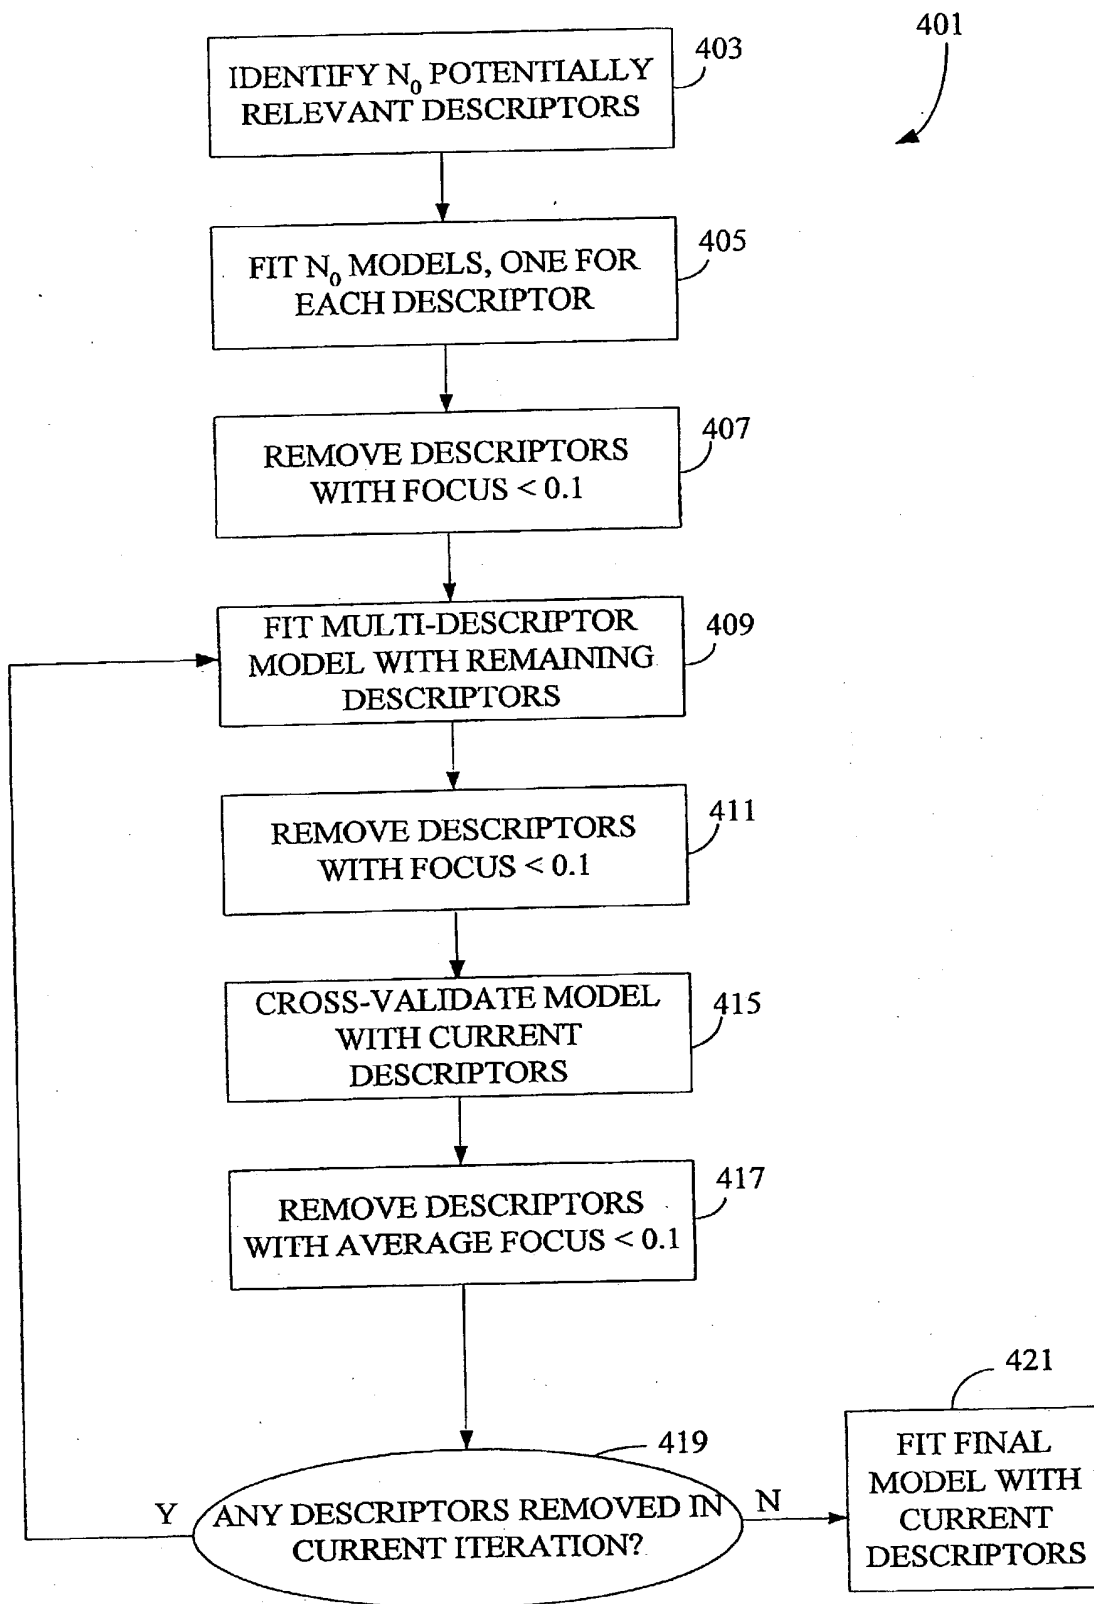 401
403
IDENTIFY N₀ POTENTIALLY
RELEVANT DESCRIPTORS
405
FIT N₀ MODELS, ONE FOR
EACH DESCRIPTOR
407
REMOVE DESCRIPTORS
WITH FOCUS < 0.1
409
FIT MULTI-DESCRIPTOR
MODEL WITH REMAINING
DESCRIPTORS
411
REMOVE DESCRIPTORS
WITH FOCUS < 0.1
415
CROSS-VALIDATE MODEL
WITH CURRENT
DESCRIPTORS
417
REMOVE DESCRIPTORS
WITH AVERAGE FOCUS < 0.1
419
Y
ANY DESCRIPTORS REMOVED IN
CURRENT ITERATION?
N
421
FIT FINAL
MODEL WITH
CURRENT
DESCRIPTORS